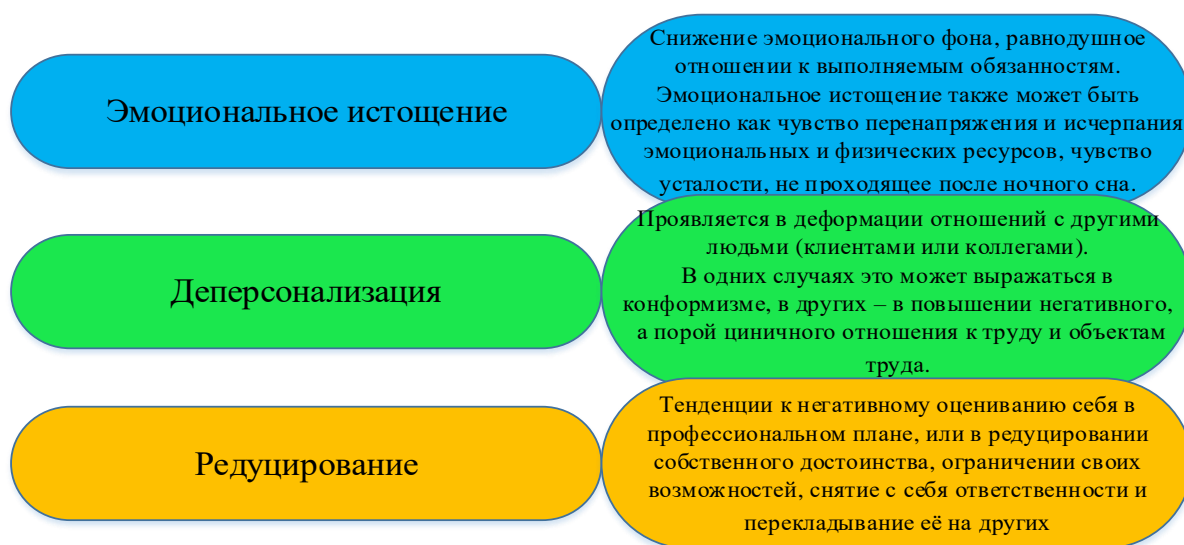 Эмоциональное истощение
Снижение эмоционального фона, равнодушное
отношении к выполняемым обязанностям.
Эмоциональное истощение также может быть
определено как чувство перенапряжения и исчерпания
эмоциональных и физических ресурсов, чувство
усталости, не проходящее после ночного сна.
Деперсонализация
Проявляется в деформации отношений с другими
людьми (клиентами или коллегами).
В одних случаях это может выражаться в
конформизме, в других – в повышении негативного,
а порой циничного отношения к труду и объектам
труда.
Редуцирование
Тенденции к негативному оцениванию себя в
профессиональном плане, или в редуцировании
собственного достоинства, ограничении своих
возможностей, снятие с себя ответственности и
перекладывание её на других